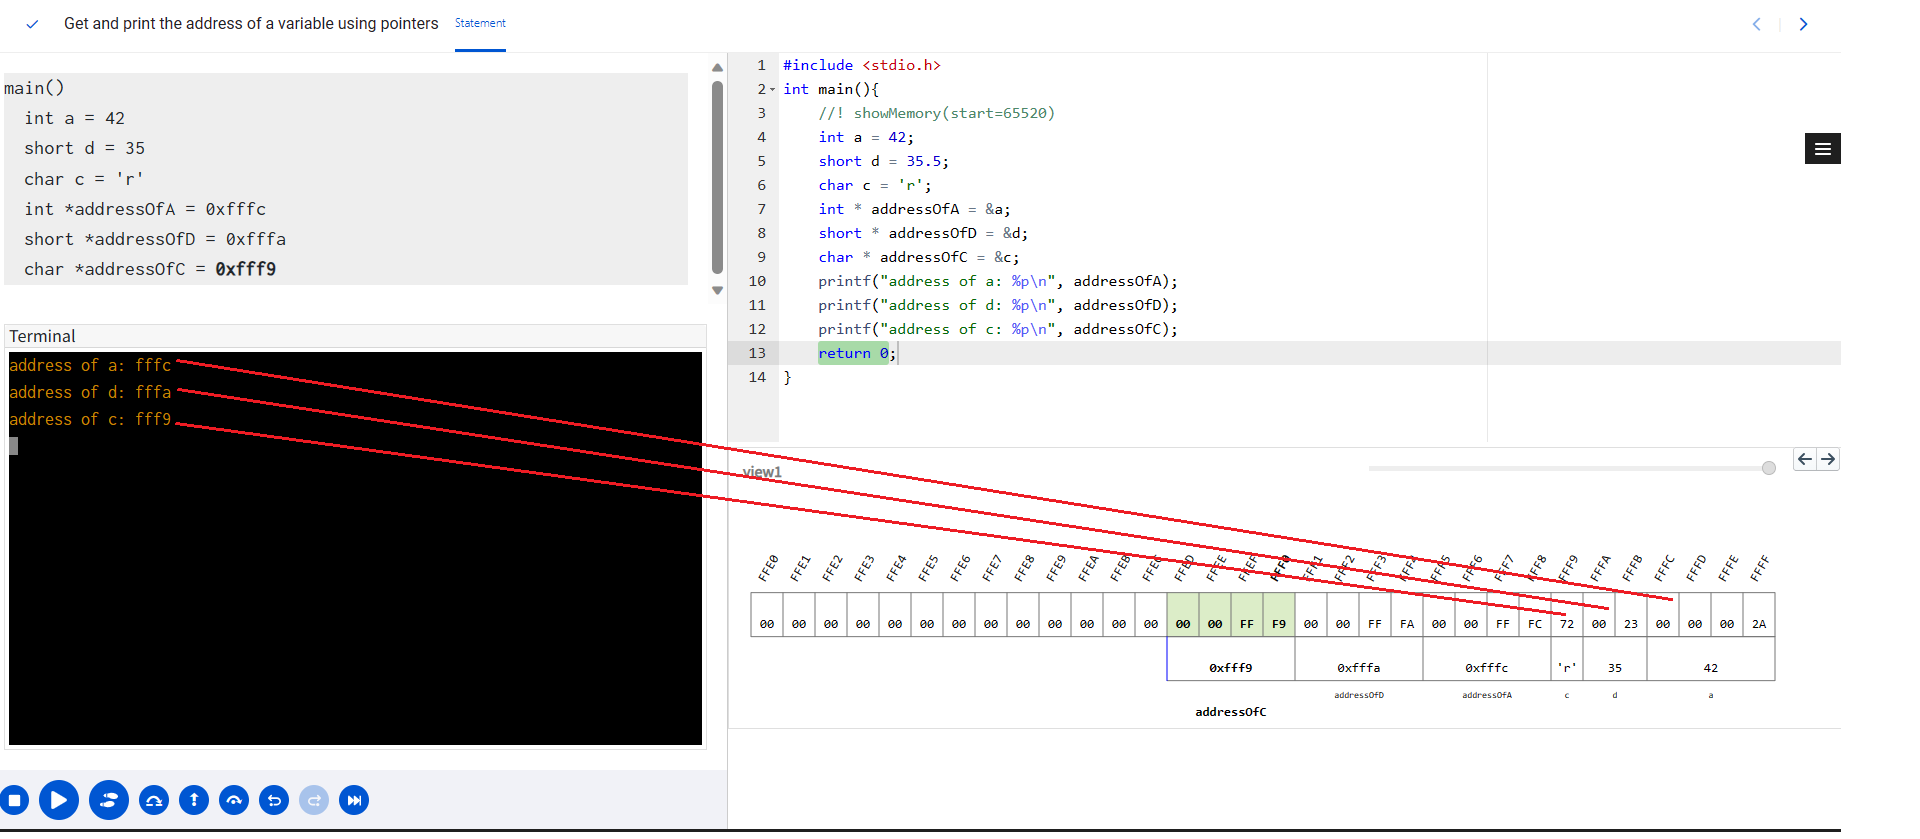 Get and print the address of a variable using pointers
Statement
main()
int a = 42
short d = 35
char c = 'r'
int *addressOfA = 0xfffc
short *addressOfD = 0xfffa
char *addressOfC = 0xfff9
Terminal
address of a: fffc
address of d: fffa
address of c: fff9
1 #include <stdio.h>
2 int main(){
3 //! showMemory(start=65520)
4 int a = 42;
5 short d = 35.5;
6 char c = 'r';
7 int * addressOfA = &a;
8 short * addressOfD = &d;
9 char * addressOfC = &c;
10 printf("address of a: %p\n", addressOfA);
11 printf("address of d: %p\n", addressOfD);
12 printf("address of c: %p\n", addressOfC);
13 return 0;
14 }
view1
FFE0 FFE1 FFE2 FFE3 FFE4 FFE5 FFE6 FFE7 FFE8 FFE9 FFEA FFEB FFEC FFED FFEE FFEF FFF0 FFF1 FFF2 FFF3 FFF4 FFF5 FFF6 FFF7 FFF8 FFF9 FFFA FFFB FFFC FFFD FFFE FFFF
00 00 00 00 00 00 00 00 00 00 00 00 00 00 00 FF F9 00 00 FF FA 00 00 FF FC 72 00 23 00 00 00 2A
0xfff9 0xfffa 0xfffc 'r' 35 42
addressOfD addressOfA c d a
addressOfC